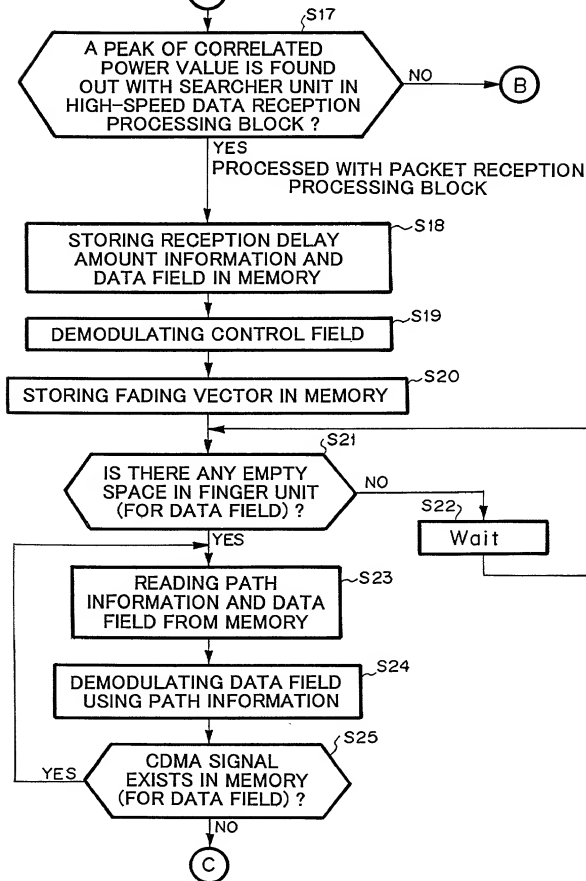 S17
A PEAK OF CORRELATED
POWER VALUE IS FOUND
OUT WITH SEARCHER UNIT IN
HIGH-SPEED DATA RECEPTION
PROCESSING BLOCK ?
NO
B
YES
PROCESSED WITH PACKET RECEPTION
PROCESSING BLOCK
S18
STORING RECEPTION DELAY
AMOUNT INFORMATION AND
DATA FIELD IN MEMORY
S19
DEMODULATING CONTROL FIELD
S20
STORING FADING VECTOR IN MEMORY
S21
IS THERE ANY EMPTY
SPACE IN FINGER UNIT
(FOR DATA FIELD) ?
NO
S22
Wait
YES
S23
READING PATH
INFORMATION AND DATA
FIELD FROM MEMORY
S24
DEMODULATING DATA FIELD
USING PATH INFORMATION
S25
CDMA SIGNAL
EXISTS IN MEMORY
(FOR DATA FIELD) ?
YES
NO
C